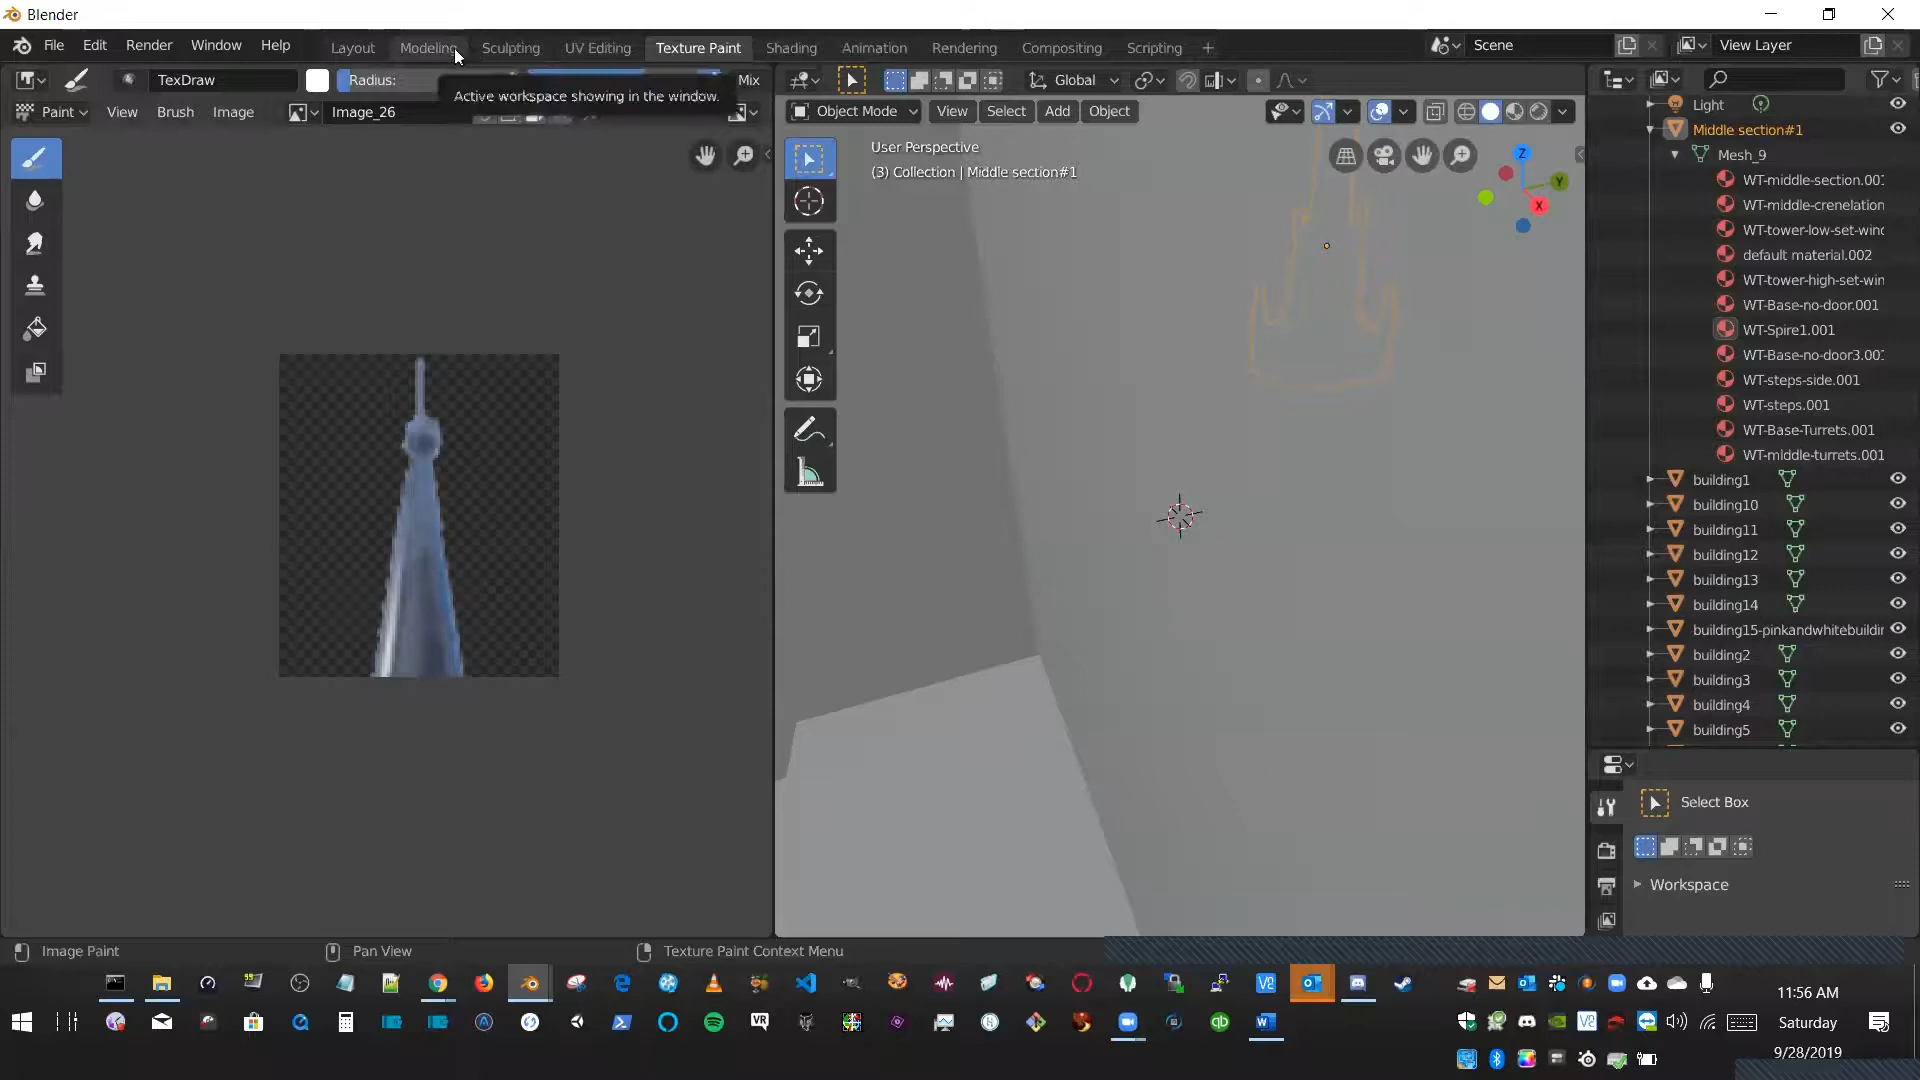 Blender
File Edit Render Window Help Layout Modeling Sculpting UV Editing Texture Paint Shading Animation Rendering Compositing Scripting + Scene View Layer
TexDraw Radius: Mix Global
Active workspace showing in the window.
Paint View Brush Image Image_26 Object Mode View Select Add Object
User Perspective
(3) Collection | Middle section#1
Z
Y
X
Light
Middle section#1
Mesh_9
WT-middle-section.00
WT-middle-crenelation
WT-tower-low-set-wind
default material.002
WT-tower-high-set-win
WT-Base-no-door.001
WT-Spire1.001
WT-Base-no-door3.00
WT-steps-side.001
WT-steps.001
WT-Base-Turrets.001
WT-middle-turrets.001
building1
building10
building11
building12
building13
building14
building15-pinkandwhitebuildin
building2
building3
building4
building5
Select Box
Workspace
Image Paint Pan View Texture Paint Context Menu
11:56 AM
Saturday
9/28/2019